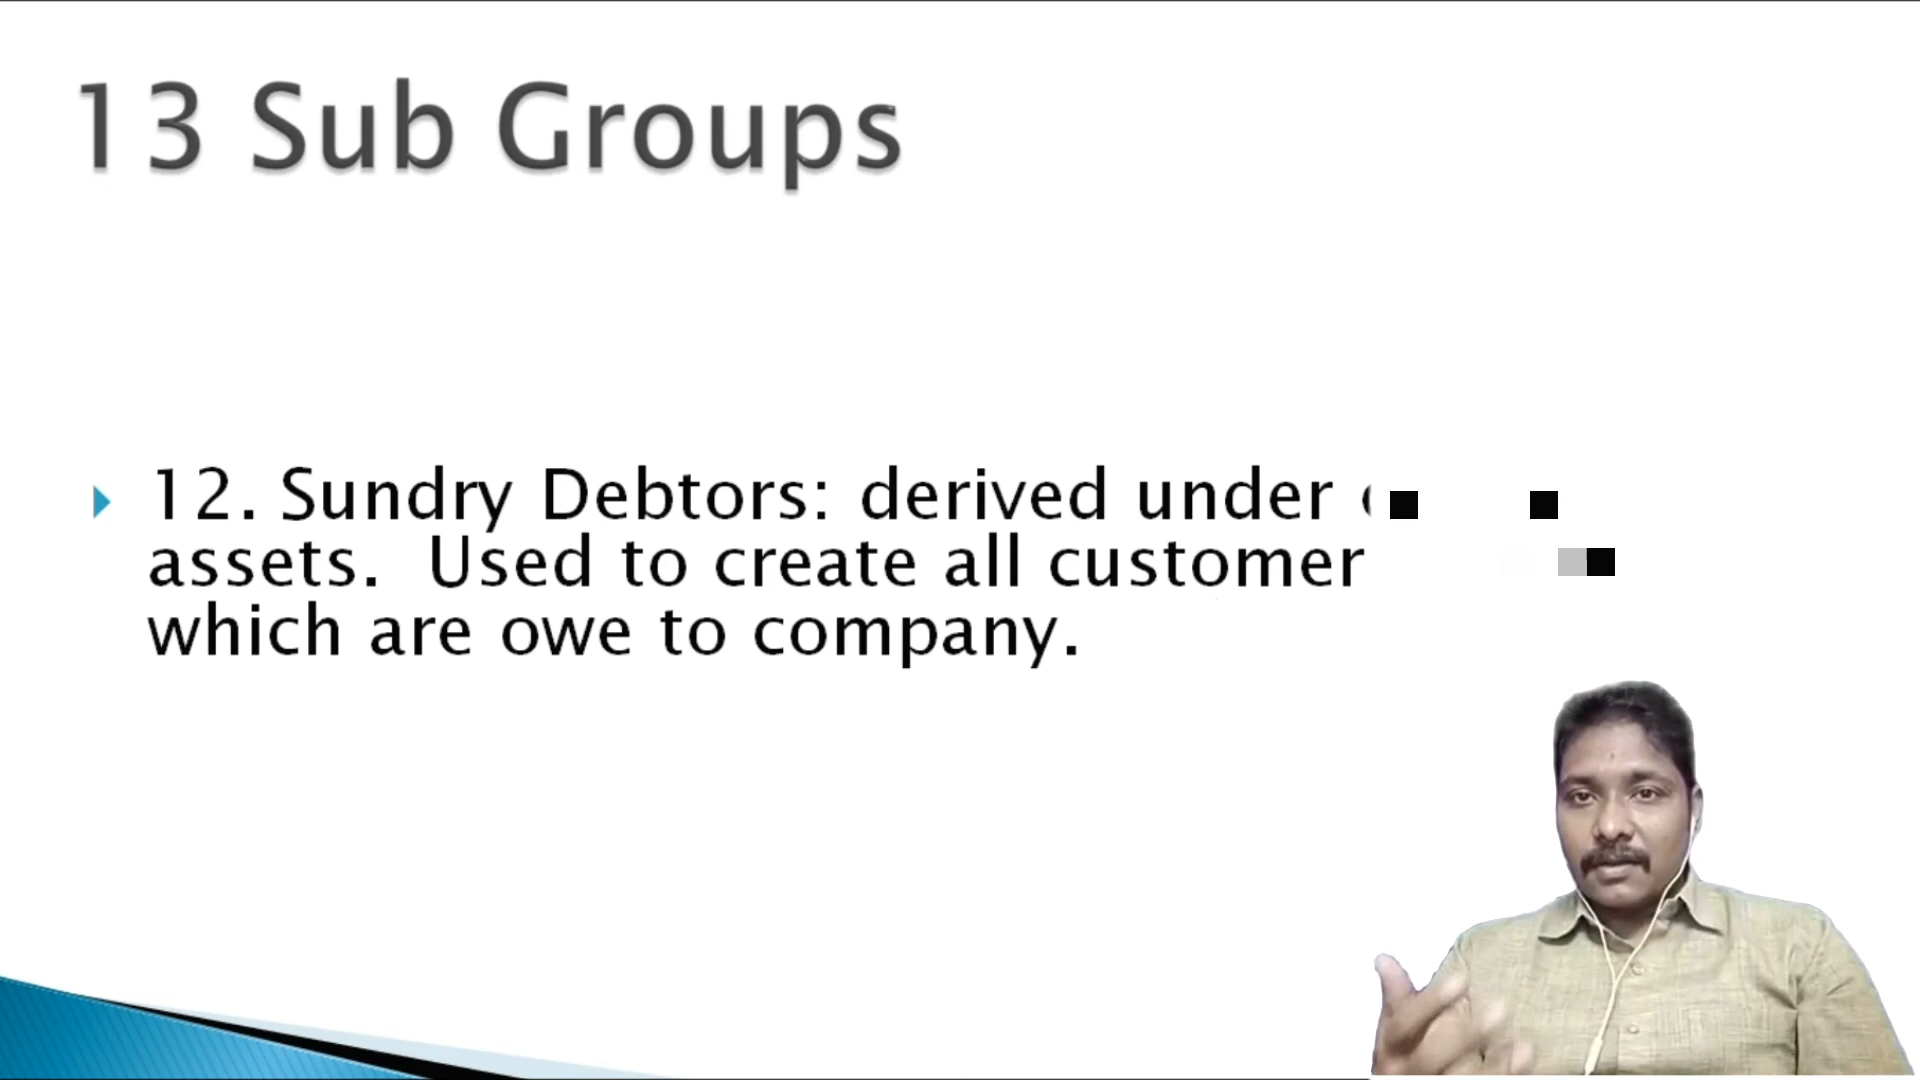 13 Sub Groups
12. Sundry Debtors: derived under
assets. Used to create all customer
which are owe to company.